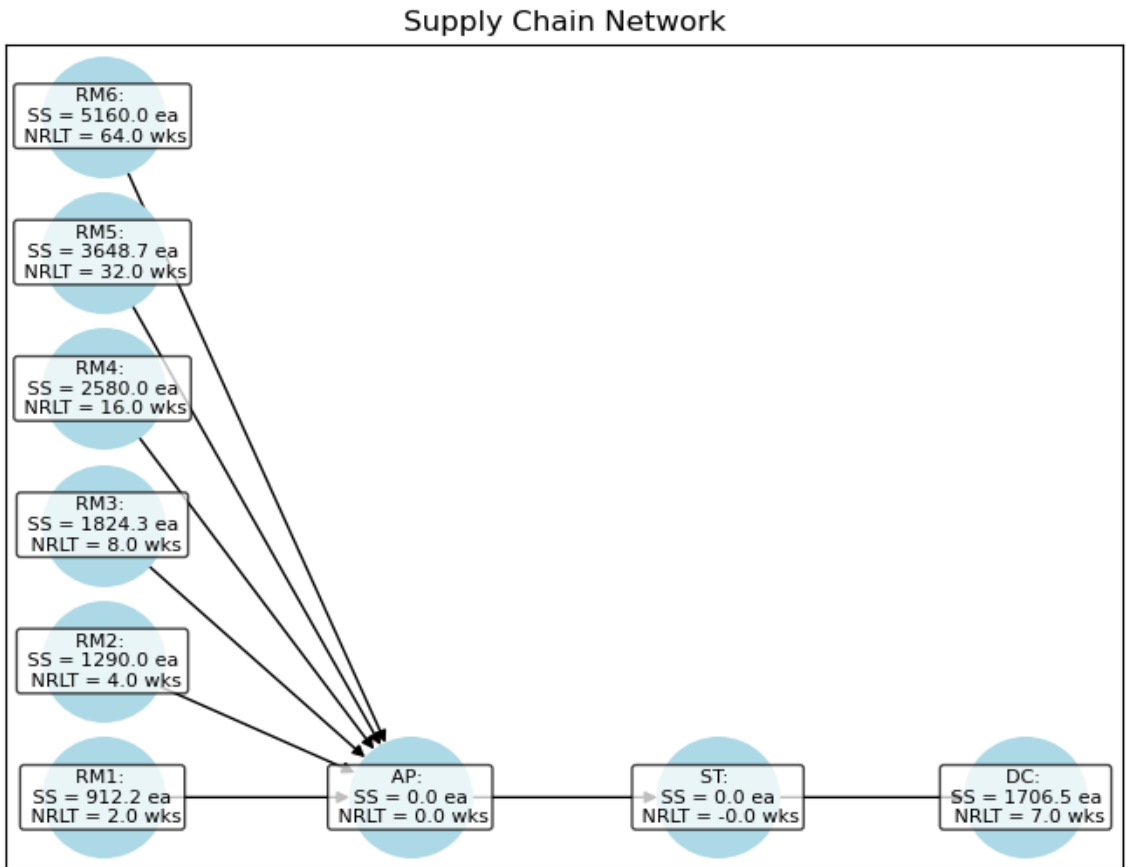 Supply Chain Network
RM6:
SS = 5160.0 ea
NRLT = 64.0 wks
RM5:
SS = 3648.7 ea
NRLT = 32.0 wks
RM4:
SS = 2580.0 ea
NRLT = 16.0 wks
RM3:
SS = 1824.3 ea
NRLT = 8.0 wks
RM2:
SS = 1290.0 ea
NRLT = 4.0 wks
RM1:
SS = 912.2 ea
NRLT = 2.0 wks
AP:
SS = 0.0 ea
NRLT = 0.0 wks
ST:
SS = 0.0 ea
NRLT = -0.0 wks
DC:
SS = 1706.5 ea
NRLT = 7.0 wks